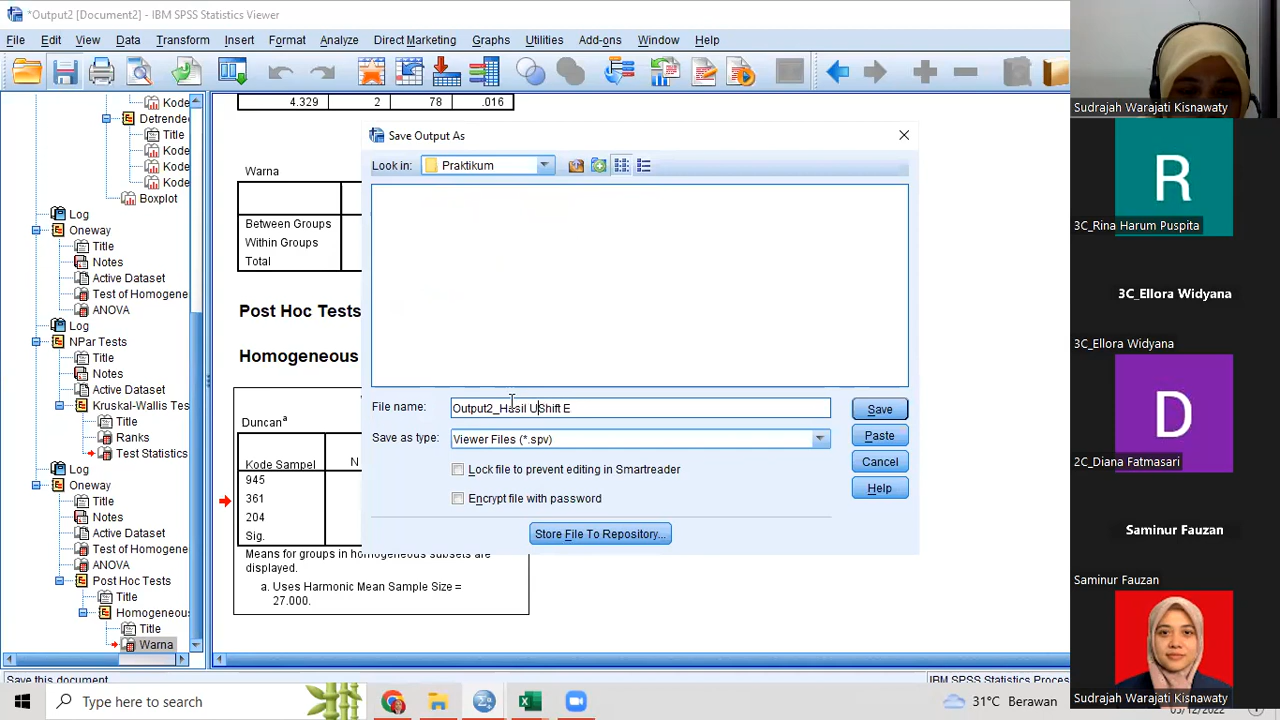 *Output2 [Document2] - IBM SPSS Statistics Viewer
File Edit View Data Transform Insert Format Analyze Direct Marketing Graphs Utilities Add-ons Window Help
Kode
Detrended
Title
Kode
Kode
Kode
Boxplot
Log
Oneway
Title
Notes
Active Dataset
Test of Homogene
ANOVA
Log
NPar Tests
Title
Notes
Active Dataset
Kruskal-Wallis Tes
Title
Ranks
Test Statistics
Log
Oneway
Title
Notes
Active Dataset
Test of Homogene
ANOVA
Post Hoc Tests
Title
Homogeneous
Title
Warna
4.329 2 78 .016
Warna
Between Groups
Within Groups
Total
Post Hoc Tests
Homogeneous
Duncan a
Kode Sampel N
945
361
204
Sig.
Means for groups in homogeneous subsets are
displayed.
a. Uses Harmonic Mean Sample Size =
27.000.
Save Output As
Look in: Praktikum
File name: Output2_Hasil UShift E
Save as type: Viewer Files (*.spv)
Lock file to prevent editing in Smartreader
Encrypt file with password
Store File To Repository...
Save
Paste
Cancel
Help
Save this document
IBM SPSS Statistics Proces
Type here to search
31°C Berawan
05/12/2022
Sudrajah Warajati Kisnawaty
R
3C_Rina Harum Puspita
3C_Ellora Widyana
3C_Ellora Widyana
D
2C_Diana Fatmasari
Saminur Fauzan
Saminur Fauzan
Sudrajah Warajati Kisnawaty